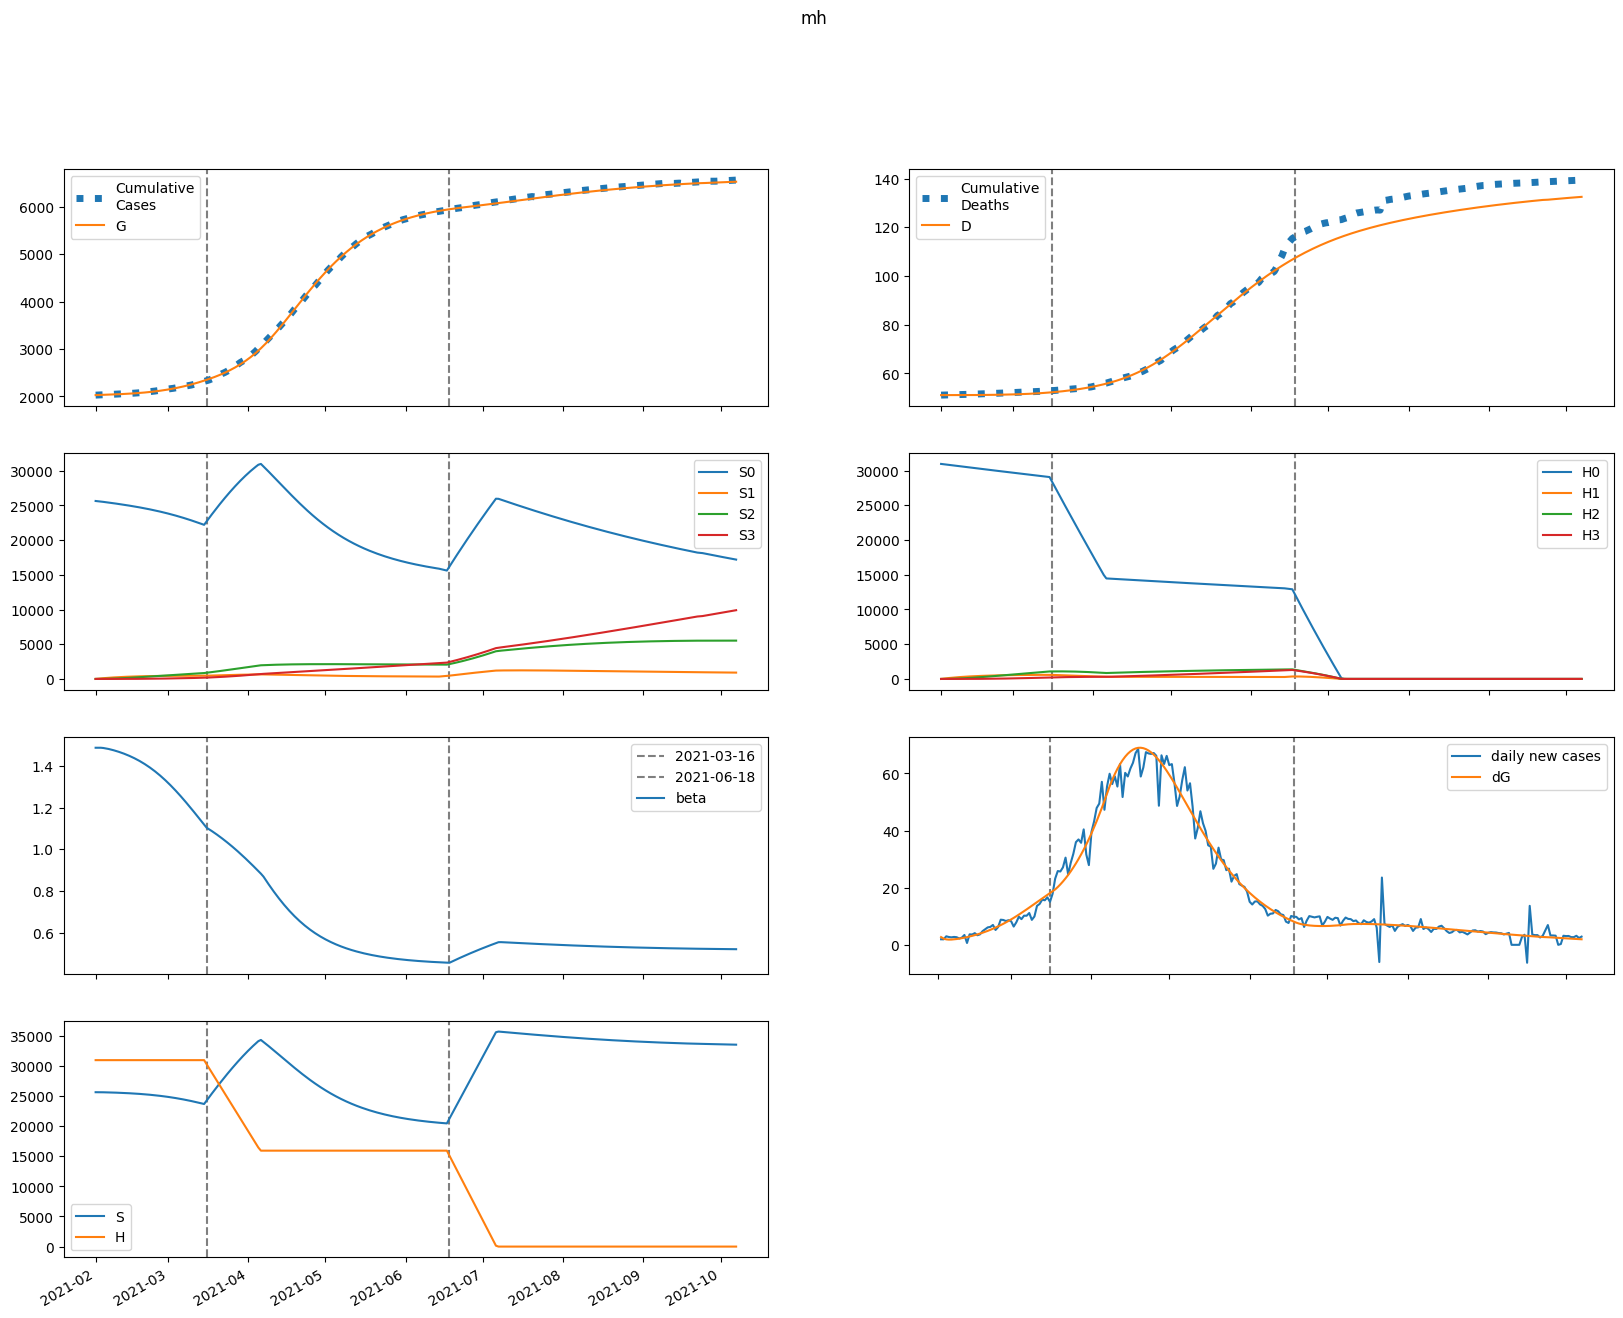 mh
Cumulative
Cases
G
6000
5000
4000
3000
2000
Cumulative
Deaths
D
140
120
100
80
60
S0
S1
S2
S3
30000
25000
20000
15000
10000
5000
0
H0
H1
H2
H3
30000
25000
20000
15000
10000
5000
0
2021-03-16
2021-06-18
beta
1.4
1.2
1.0
0.8
0.6
daily new cases
dG
60
40
20
0
35000
30000
25000
20000
15000
10000
5000
0
S
H
2021-02
2021-03
2021-04
2021-05
2021-06
2021-07
2021-08
2021-09
2021-10